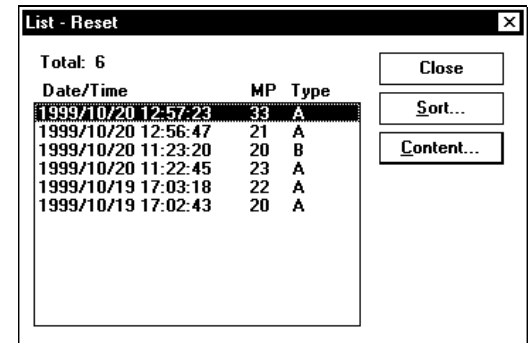 List - Reset
Total: 6
Date/Time MP Type
1999/10/20 12:57:23 33 A
1999/10/20 12:56:47 21 A
1999/10/20 11:23:20 20 B
1999/10/20 11:22:45 23 A
1999/10/19 17:03:18 22 A
1999/10/19 17:02:43 20 A
Close
Sort...
Content...